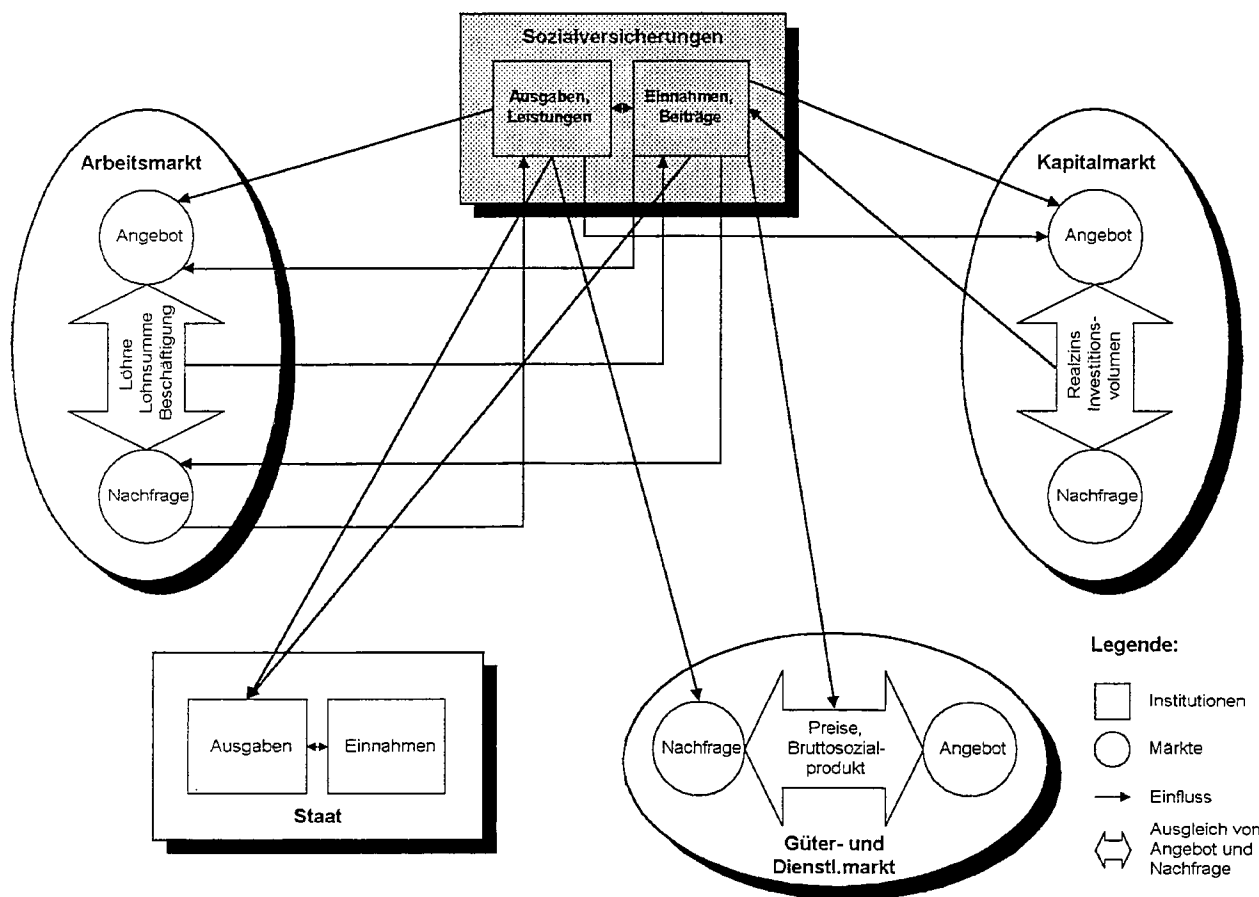 Sozialversicherungen
Ausgaben,
Leistungen
Einnahmen,
Beiträge
Arbeitsmarkt
Angebot
Löhne
Lohnsumme
Beschäftigung
Nachfrage
Kapitalmarkt
Angebot
Realzins
Investitions-
volumen
Nachfrage
Ausgaben
Einnahmen
Staat
Nachfrage
Preise,
Bruttosozial-
produkt
Angebot
Güter- und
Dienstl.markt
Legende:
Institutionen
Märkte
Einfluss
Ausgleich von
Angebot und
Nachfrage